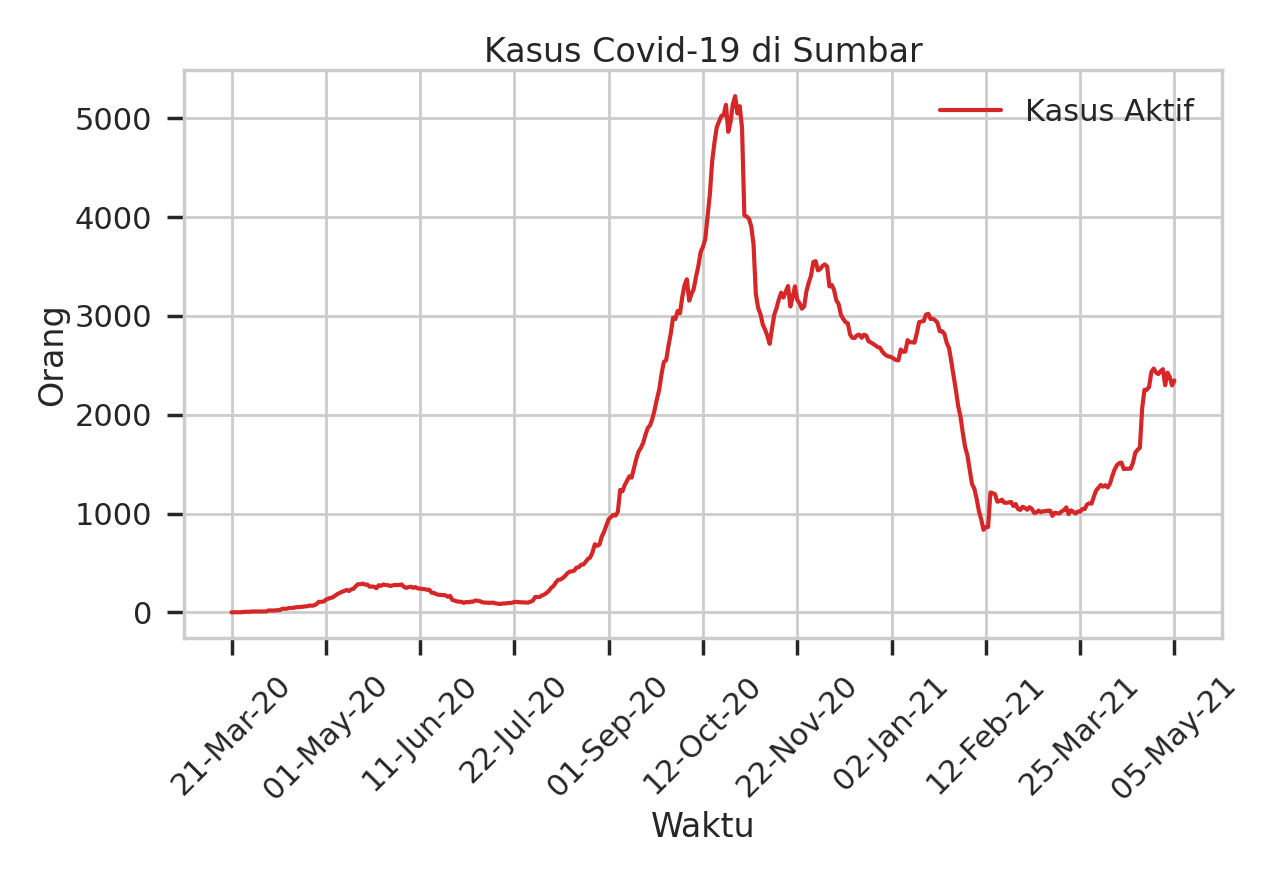 Kasus Covid-19 di Sumbar
Kasus Aktif
Orang
5000
4000
3000
2000
1000
0
21-Mar-20
01-May-20
11-Jun-20
22-Jul-20
01-Sep-20
12-Oct-20
22-Nov-20
02-Jan-21
12-Feb-21
25-Mar-21
05-May-21
Waktu